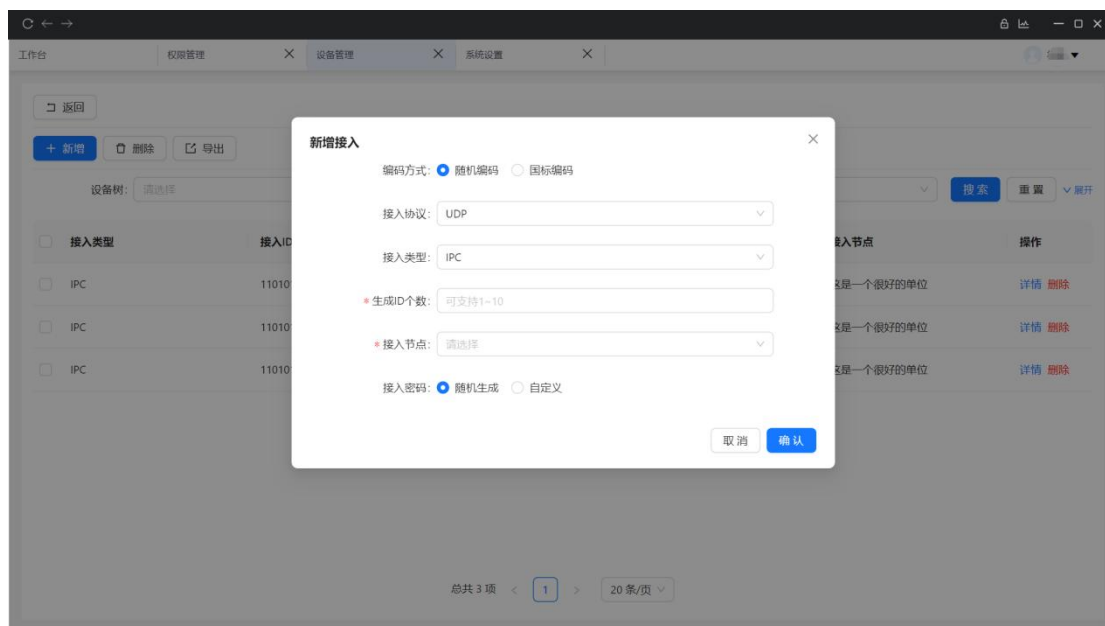 工作台 权限管理 设备管理 系统设置
返回
新增 删除 导出
新增接入
编码方式: 随机编码 国标编码
设备树: 请选择 搜索 重置 展开
接入协议: UDP
接入类型 接入ID 接入节点 操作
接入类型: IPC
IPC 11010 这是一个很好的单位 详情 删除
* 生成ID个数: 可支持1~10
IPC 11010 这是一个很好的单位 详情 删除
* 接入节点: 请选择
IPC 11010 这是一个很好的单位 详情 删除
接入密码: 随机生成 自定义
取消 确认
总共 3 项 < 1 > 20 条/页